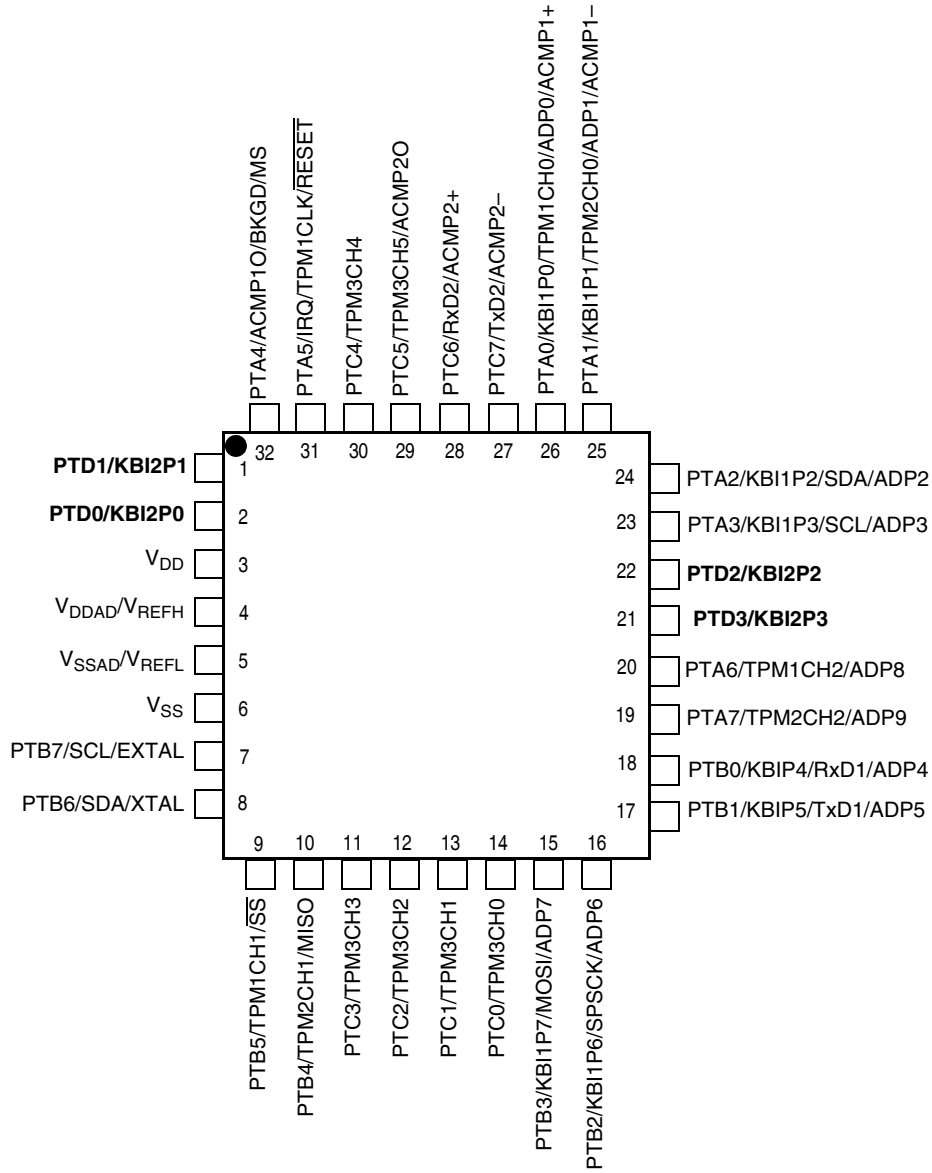 PTA4/ACMP1O/BKGD/MS
PTA5/IRQ/TPM1CLK/RESET
PTC4/TPM3CH4
PTC5/TPM3CH5/ACMP2O
PTC6/RxD2/ACMP2+
PTC7/TxD2/ACMP2–
PTA0/KBI1P0/TPM1CH0/ADP0/ACMP1+
PTA1/KBI1P1/TPM2CH0/ADP1/ACMP1–
32 31 30 29 28 27 26 25
PTD1/KBI2P1 1
PTD0/KBI2P0 2
VDD 3
VDDAD/VREFH 4
VSSAD/VREFL 5
VSS 6
PTB7/SCL/EXTAL 7
PTB6/SDA/XTAL 8
24 PTA2/KBI1P2/SDA/ADP2
23 PTA3/KBI1P3/SCL/ADP3
22 PTD2/KBI2P2
21 PTD3/KBI2P3
20 PTA6/TPM1CH2/ADP8
19 PTA7/TPM2CH2/ADP9
18 PTB0/KBIP4/RxD1/ADP4
17 PTB1/KBIP5/TxD1/ADP5
9 10 11 12 13 14 15 16
PTB5/TPM1CH1/SS
PTB4/TPM2CH1/MISO
PTC3/TPM3CH3
PTC2/TPM3CH2
PTC1/TPM3CH1
PTC0/TPM3CH0
PTB3/KBI1P7/MOSI/ADP7
PTB2/KBI1P6/SPSCK/ADP6